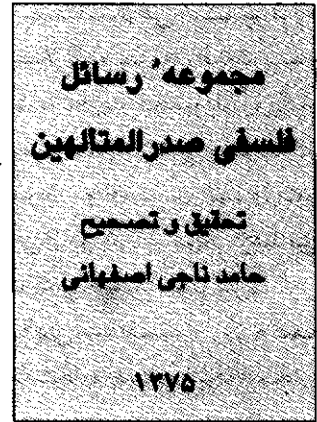 مجموعهٔ رسائل
فلسفی صدرالمتالهین
تحقیق و تصحیح
حامد ناجی اصفهانی
۱۳۷۵